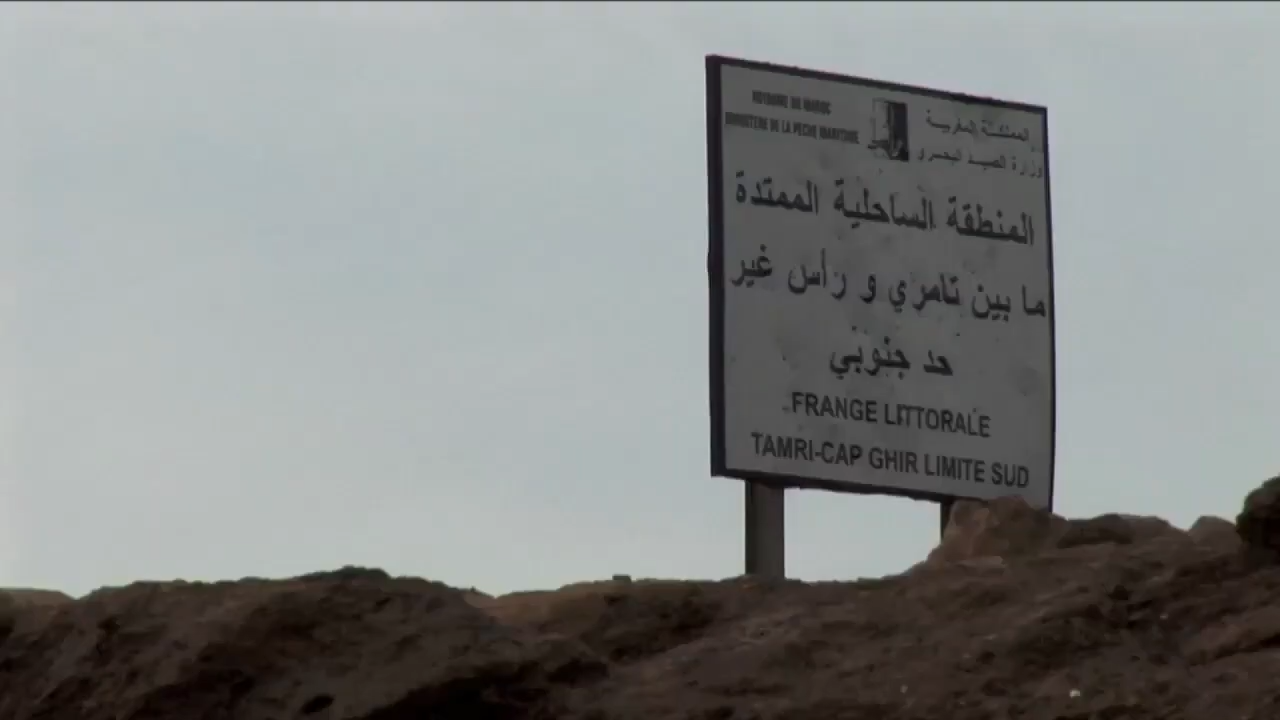 ROYAUME DU MAROC
MINISTERE DE LA PECHE MARITIME
المملكة المغربية
وزارة الصيد البحري
المنطقة الساحلية الممتدة
ما بين تامري و رأس غير
حد جنوبي
FRANGE LITTORALE
TAMRI-CAP GHIR LIMITE SUD